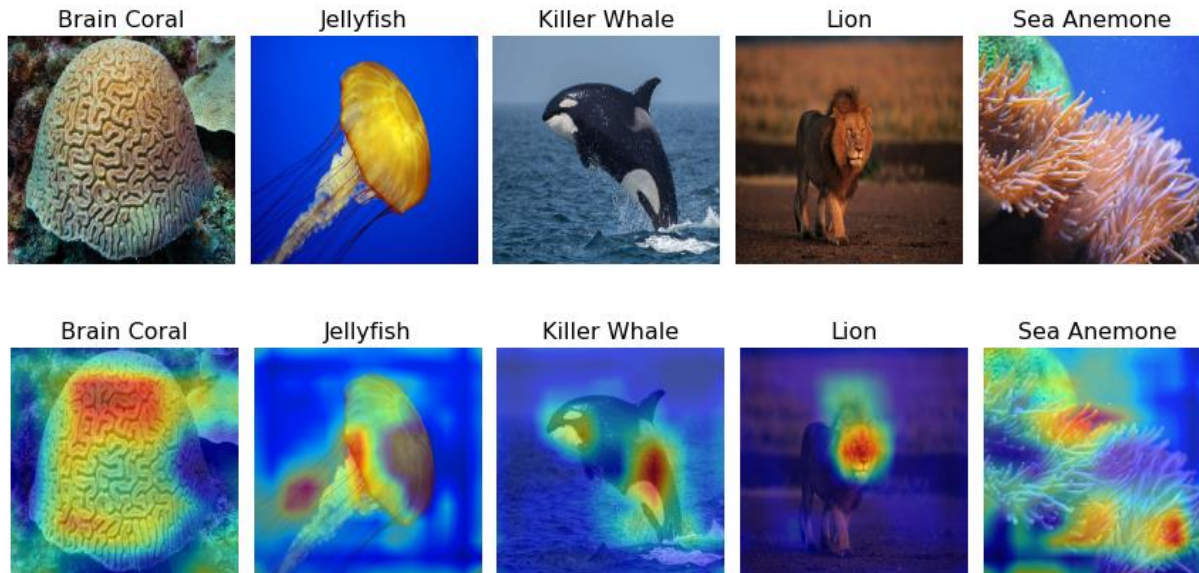 Brain Coral
Jellyfish
Killer Whale
Lion
Sea Anemone
Brain Coral
Jellyfish
Killer Whale
Lion
Sea Anemone